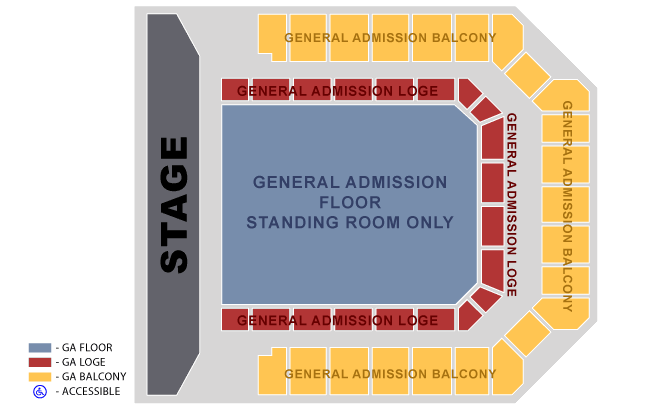 GENERAL ADMISSION BALCONY
GENERAL ADMISSION LOGE
STAGE
GENERAL ADMISSION
FLOOR
STANDING ROOM ONLY
GENERAL ADMISSION LOGE
GENERAL ADMISSION BALCONY
GENERAL ADMISSION LOGE
GENERAL ADMISSION BALCONY
- GA FLOOR
- GA LOGE
- GA BALCONY
- ACCESSIBLE